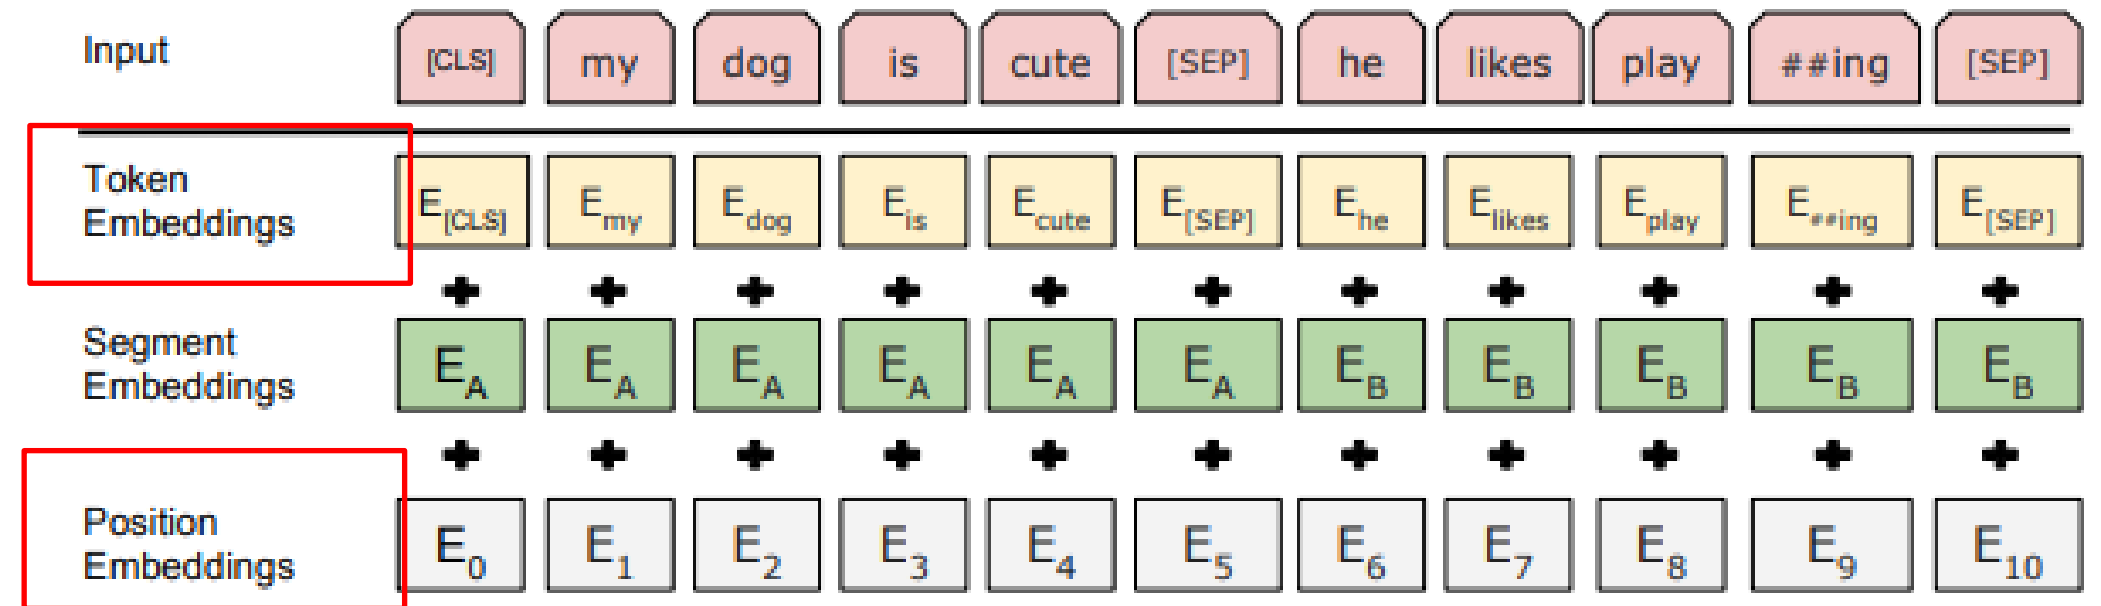 Input [CLS] my dog is cute [SEP] he likes play ##ing [SEP]
Token
Embeddings
E[CLS] Emy Edog Eis Ecute E[SEP] Ehe Elikes Eplay E##ing E[SEP]
+ + + + + + + + + + +
Segment
Embeddings
EA EA EA EA EA EA EB EB EB EB EB
+ + + + + + + + + + +
Position
Embeddings
E0 E1 E2 E3 E4 E5 E6 E7 E8 E9 E10